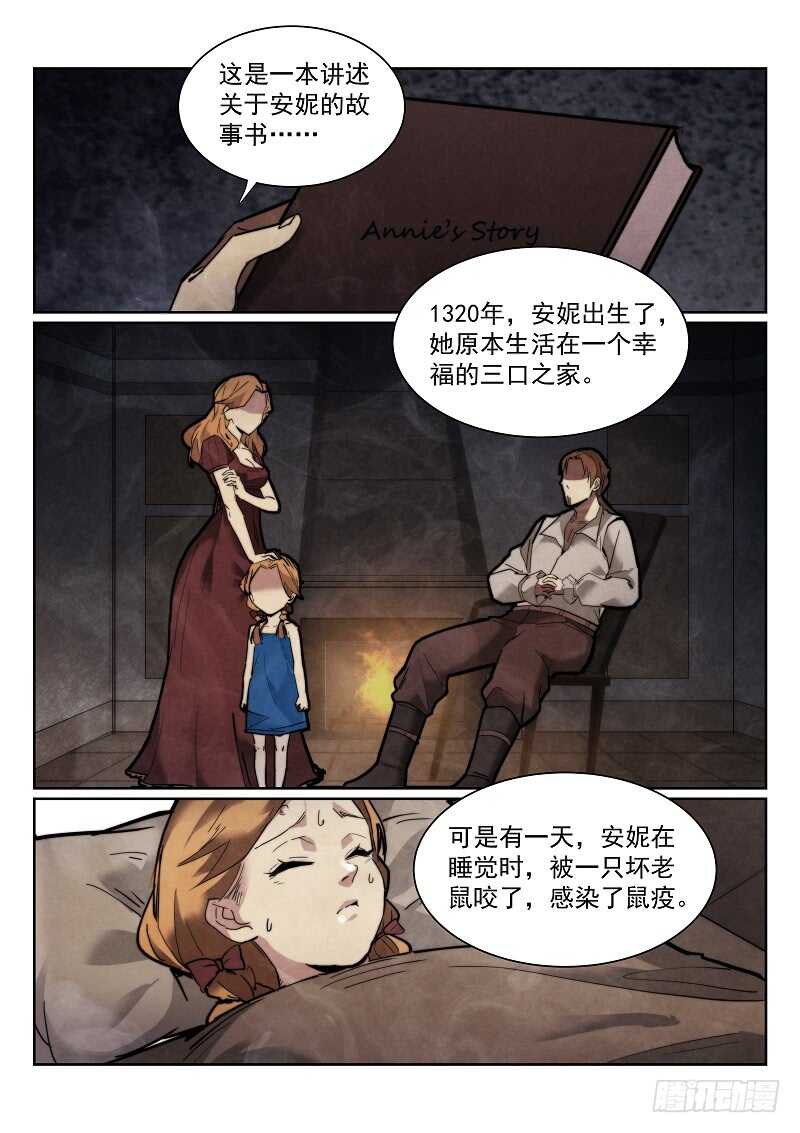 这是一本讲述
关于安妮的故
事书······
Annie's Story
1320年，安妮出生了，
她原本生活在一个幸
福的三口之家。
可是有一天，安妮在
睡觉时，被一只坏老
鼠咬了，感染了鼠疫。
腾讯动漫